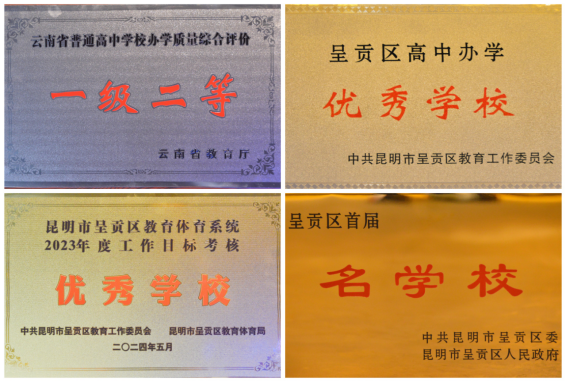 云南省普通高中学校办学质量综合评价
一级二等
云南省教育厅
呈贡区高中办学
优秀学校
中共昆明市呈贡区教育工作委员会
昆明市呈贡区教育体育系统
2023年度工作目标考核
优秀学校
中共昆明市呈贡区教育工作委员会 昆明市呈贡区教育体育局
二〇二四年五月
呈贡区首届
名学校
中共昆明市呈贡区委
昆明市呈贡区人民政府